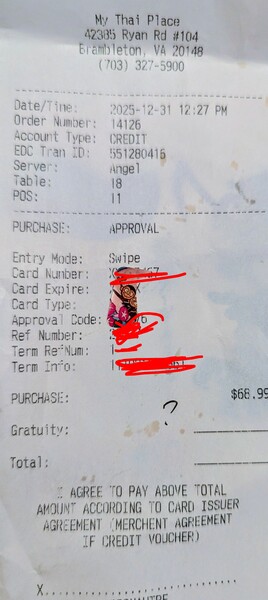 My Thai Place
42385 Ryan Rd #104
Brambleton, VA 20148
(703) 327-5900
Date/Time: 2025-12-31 12:27 PM
Order Number: 14126
Account Type: CREDIT
EDC Tran ID: 551280416
Server: Angel
Table: 18
POS: 11
PURCHASE: APPROVAL
Entry Mode: Swipe
Card Number:
Card Expire:
Card Type:
Approval Code:
Ref Number:
Term RefNum:
Term Info:
PURCHASE: $68.99
?
Gratuity:
Total:
I AGREE TO PAY ABOVE TOTAL
AMOUNT ACCORDING TO CARD ISSUER
AGREEMENT (MERCHENT AGREEMENT
IF CREDIT VOUCHER)
X